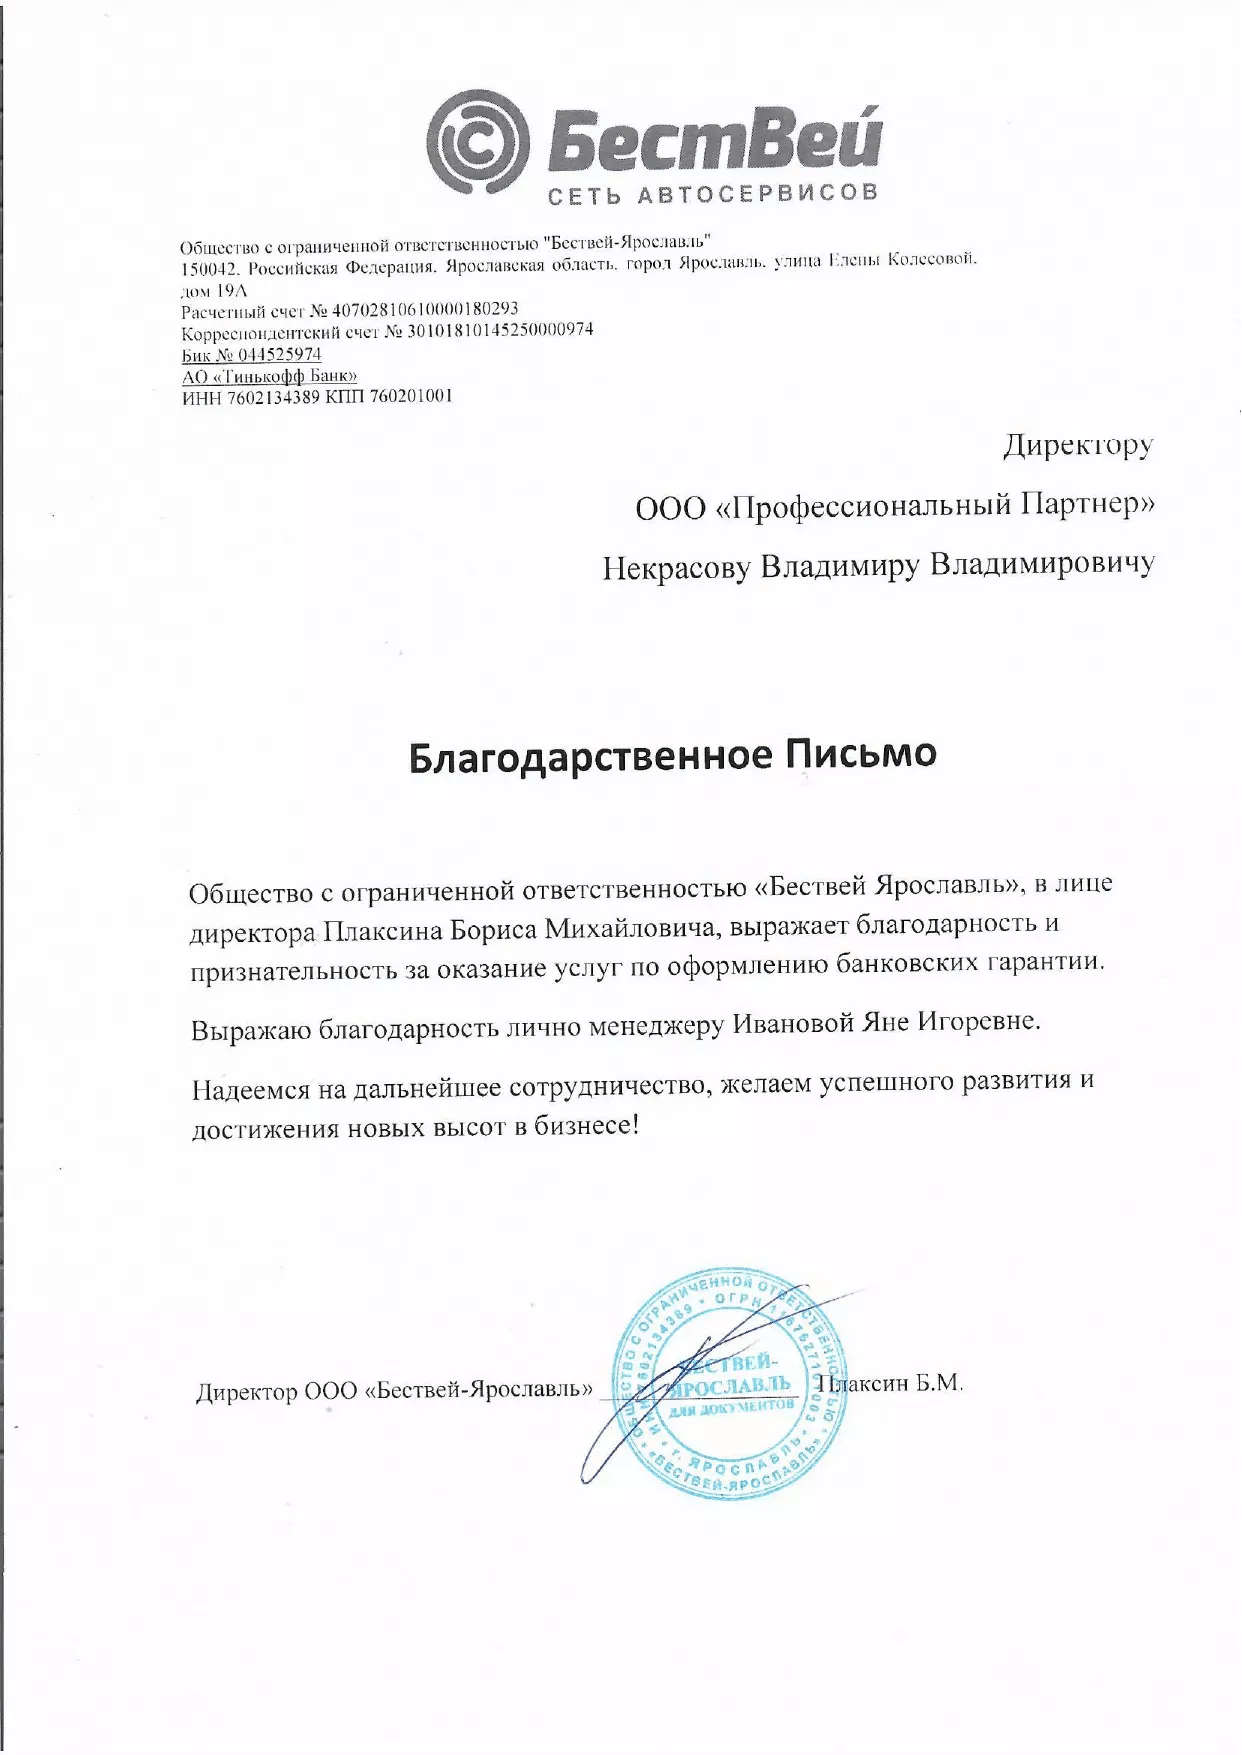 БестВей
СЕТЬ АВТОСЕРВИСОВ
Общество с ограниченной ответственностью "Бествей-Ярославль"
150042. Российская Федерация. Ярославская область. город Ярославль. улица Елены Колесовой.
дом 19А
Расчетный счет № 40702810610000180293
Корреспондентский счет № 30101810145250000974
Бик № 044525974
АО «Тинькофф Банк»
ИНН 7602134389 КПП 760201001
Директору
ООО «Профессиональный Партнер»
Некрасову Владимиру Владимировичу
Благодарственное Письмо
Общество с ограниченной ответственностью «Бествей Ярославль», в лице
директора Плаксина Бориса Михайловича, выражает благодарность и
признательность за оказание услуг по оформлению банковских гарантии.
Выражаю благодарность лично менеджеру Ивановой Яне Игоревне.
Надеемся на дальнейшее сотрудничество, желаем успешного развития и
достижения новых высот в бизнесе!
Директор ООО «Бествей-Ярославль» Плаксин Б.М.
ОБЩЕСТВО С ОГРАНИЧЕННОЙ ОТВЕТСТВЕННОСТЬЮ
«БЕСТВЕЙ-ЯРОСЛАВЛЬ»
ИНН 7602134389 * ОГРН
* г. ЯРОСЛАВЛЬ *
БЕСТВЕЙ-
ЯРОСЛАВЛЬ
ДЛЯ ДОКУМЕНТОВ